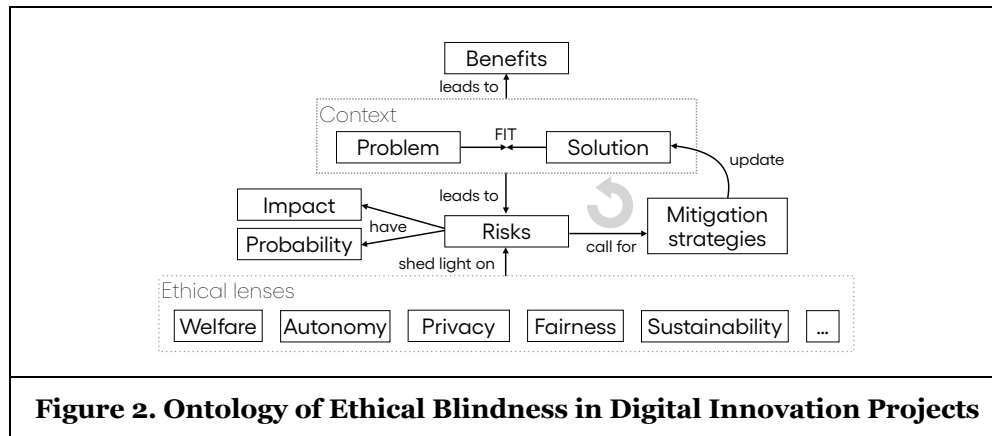 Benefits
leads to
Context
FIT
Problem
Solution
update
leads to
Impact
Mitigation
strategies
have
Risks
Probability
call for
shed light on
Ethical lenses
Welfare
Autonomy
Privacy
Fairness
Sustainability
...
Figure 2. Ontology of Ethical Blindness in Digital Innovation Projects